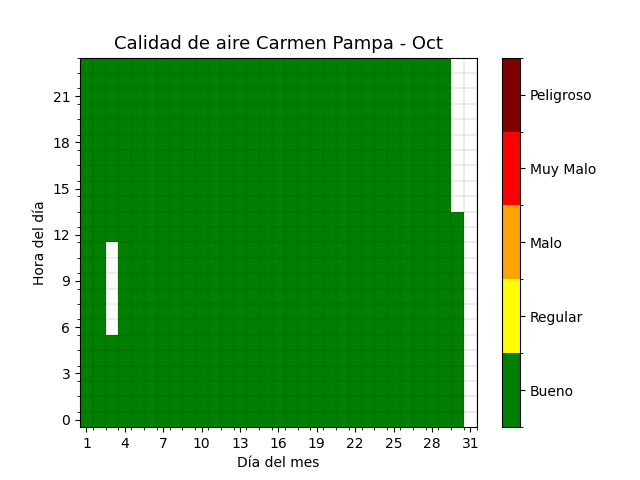 Calidad de aire Carmen Pampa - Oct
Peligroso
Muy Malo
Malo
Regular
Bueno
Hora del día
21
18
15
12
9
6
3
0
1 4 7 10 13 16 19 22 25 28 31
Día del mes